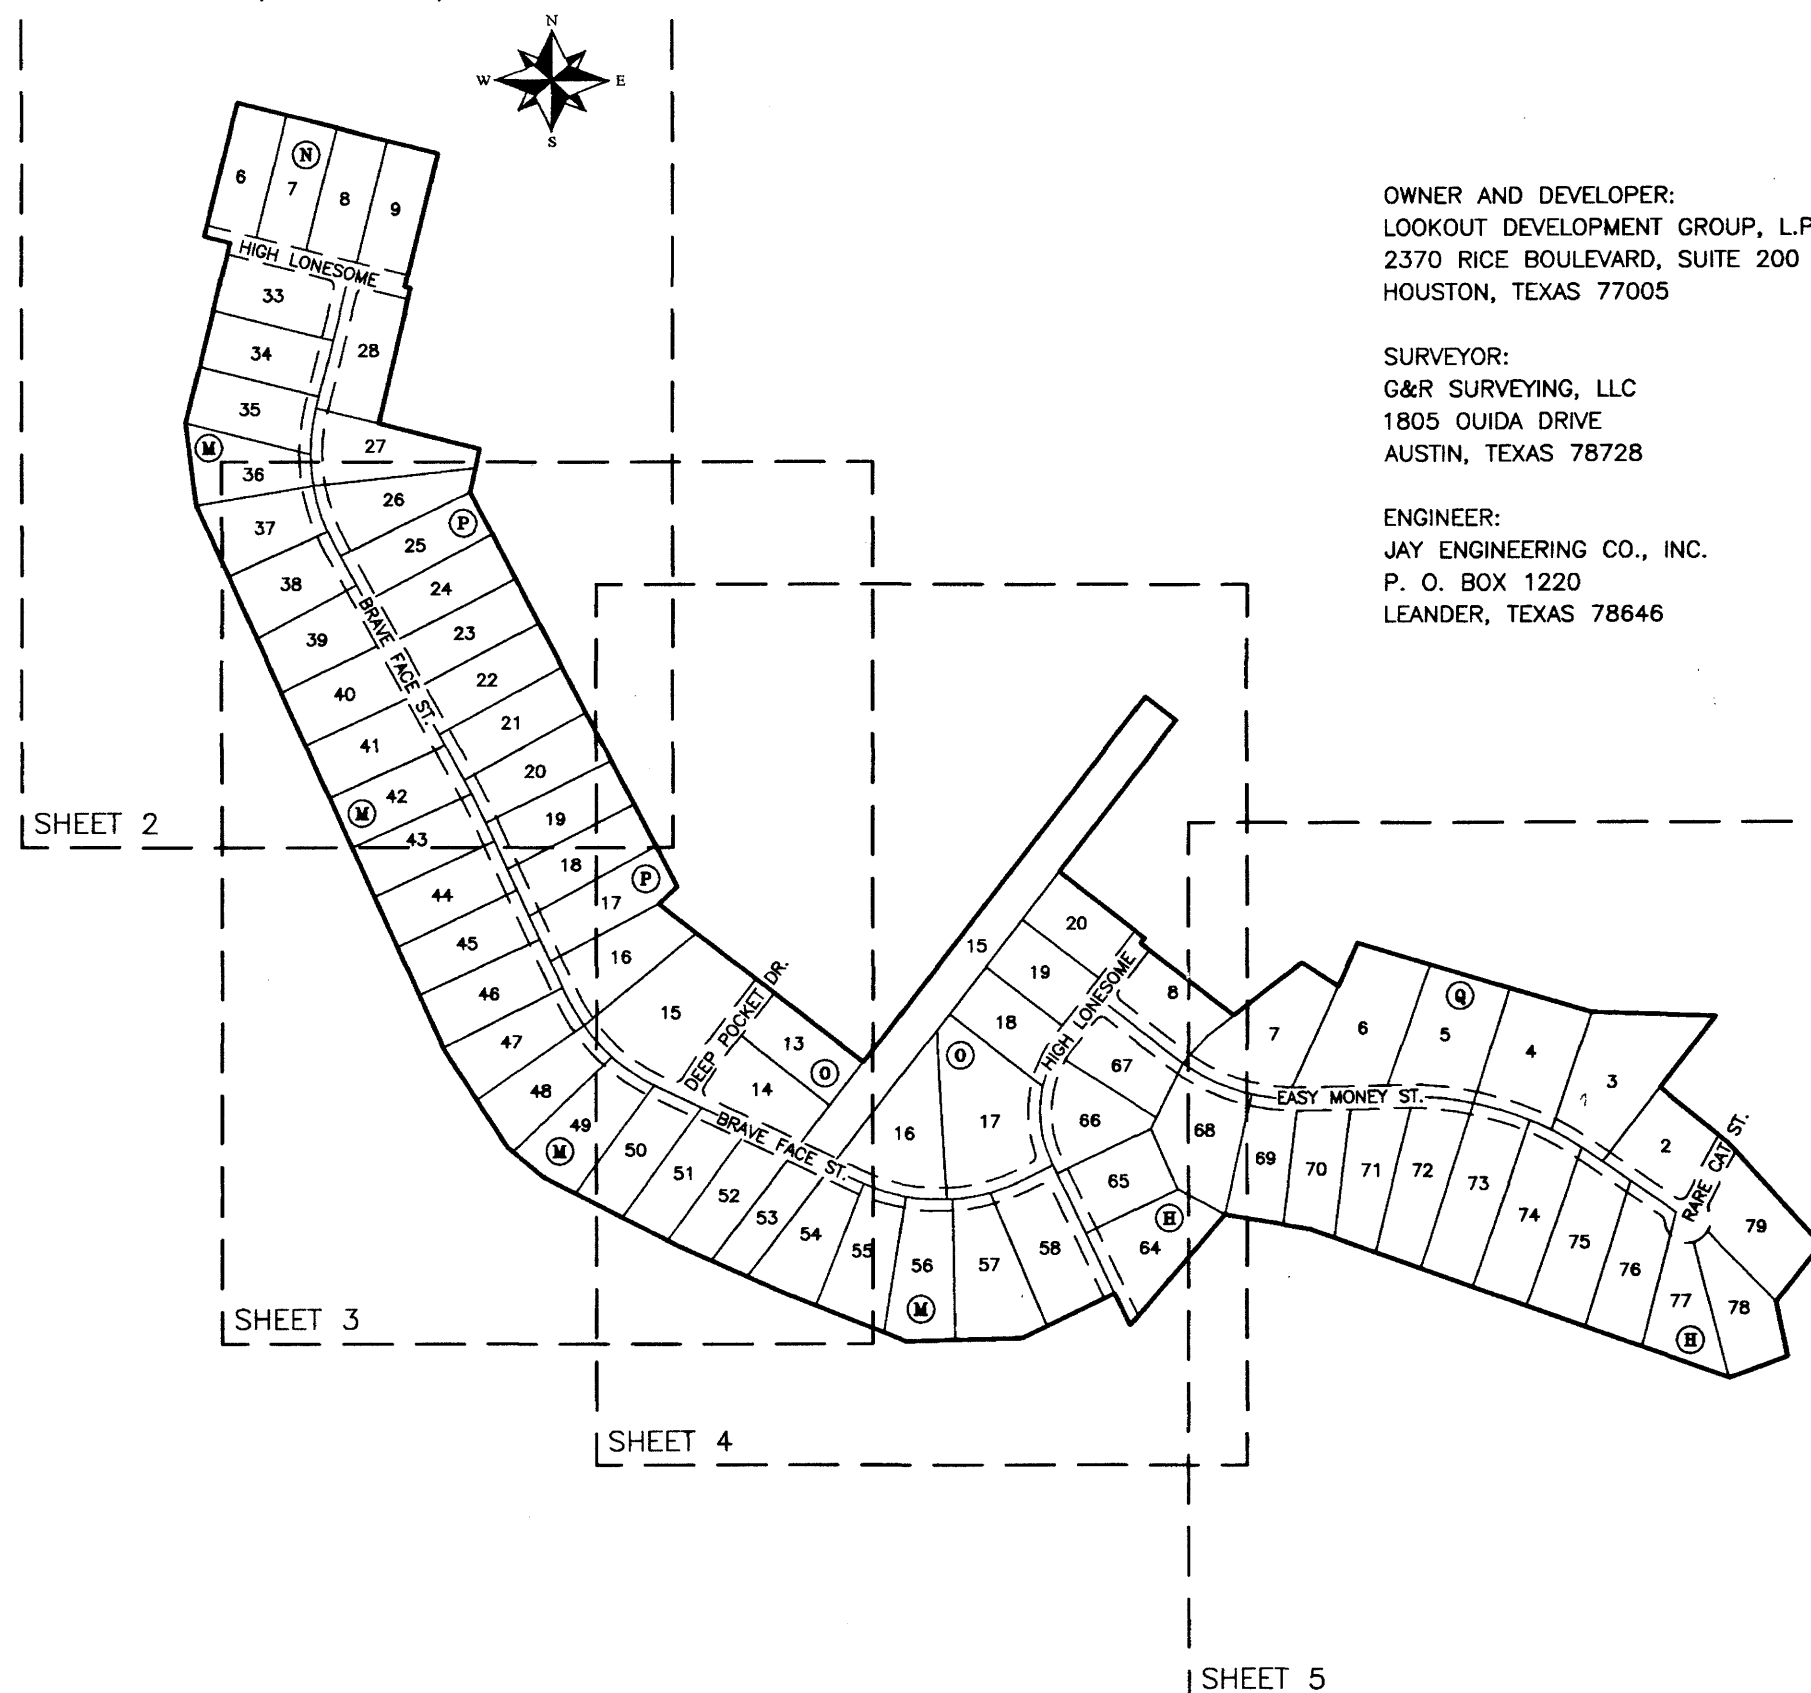 N
W E
S
OWNER AND DEVELOPER:
LOOKOUT DEVELOPMENT GROUP, L.P
2370 RICE BOULEVARD, SUITE 200
HOUSTON, TEXAS 77005
SURVEYOR:
G&R SURVEYING, LLC
1805 OUIDA DRIVE
AUSTIN, TEXAS 78728
ENGINEER:
JAY ENGINEERING CO., INC.
P. O. BOX 1220
LEANDER, TEXAS 78646
N
6
7
8
9
HIGH LONESOME
33
34
28
35
27
M
36
26
37
P
25
38
24
BRAVE FACE ST.
39
23
40
22
41
21
42
20
M
43
19
SHEET 2
44
18
P
17
45
16
46
15
47
DEEP POCKET DR.
13
O
48
14
49
M
50
51
BRAVE FACE ST.
52
53
54
55
56
M
57
58
SHEET 3
15
20
19
18
HIGH LONESOME
8
O
16
17
67
66
65
H
64
68
SHEET 4
7
6
Q
5
4
3
EASY MONEY ST.
2
RARE CAT ST.
69
70
71
72
73
74
75
76
77
H
78
79
SHEET 5